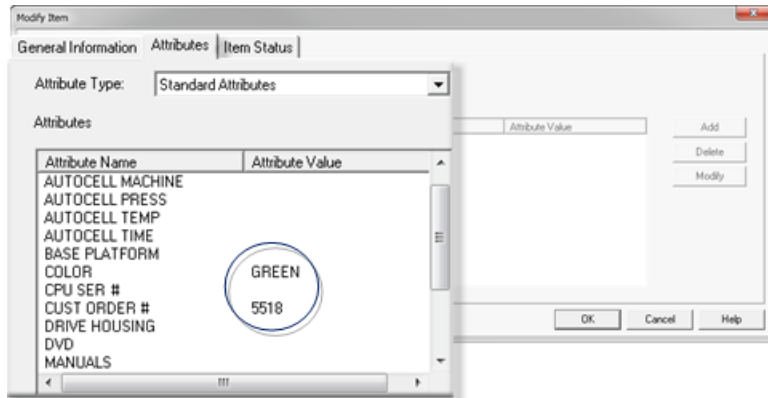 Modify Item
General Information Attributes Item Status
Attribute Type: Standard Attributes
Attributes
Attribute Name Attribute Value
AUTOCELL MACHINE
AUTOCELL PRESS
AUTOCELL TEMP
AUTOCELL TIME
BASE PLATFORM
COLOR GREEN
CPU SER #
CUST ORDER # 5518
DRIVE HOUSING
DVD
MANUALS
Attribute Value
Add
Delete
Modify
OK Cancel Help